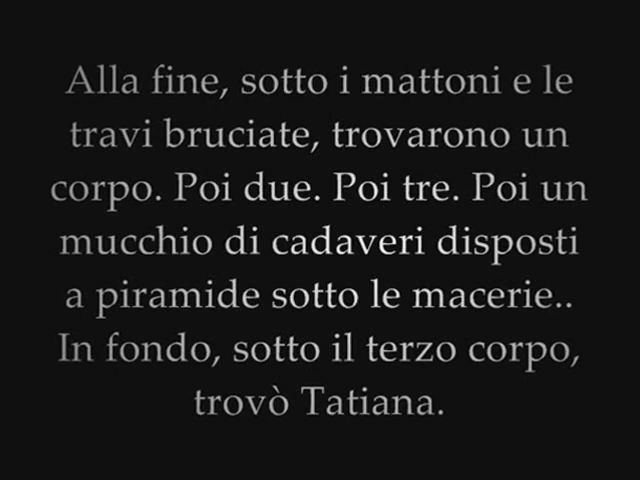 Alla fine, sotto i mattoni e le
travi bruciate, trovarono un
corpo. Poi due. Poi tre. Poi un
mucchio di cadaveri disposti
a piramide sotto le macerie..
In fondo, sotto il terzo corpo,
trovò Tatiana.